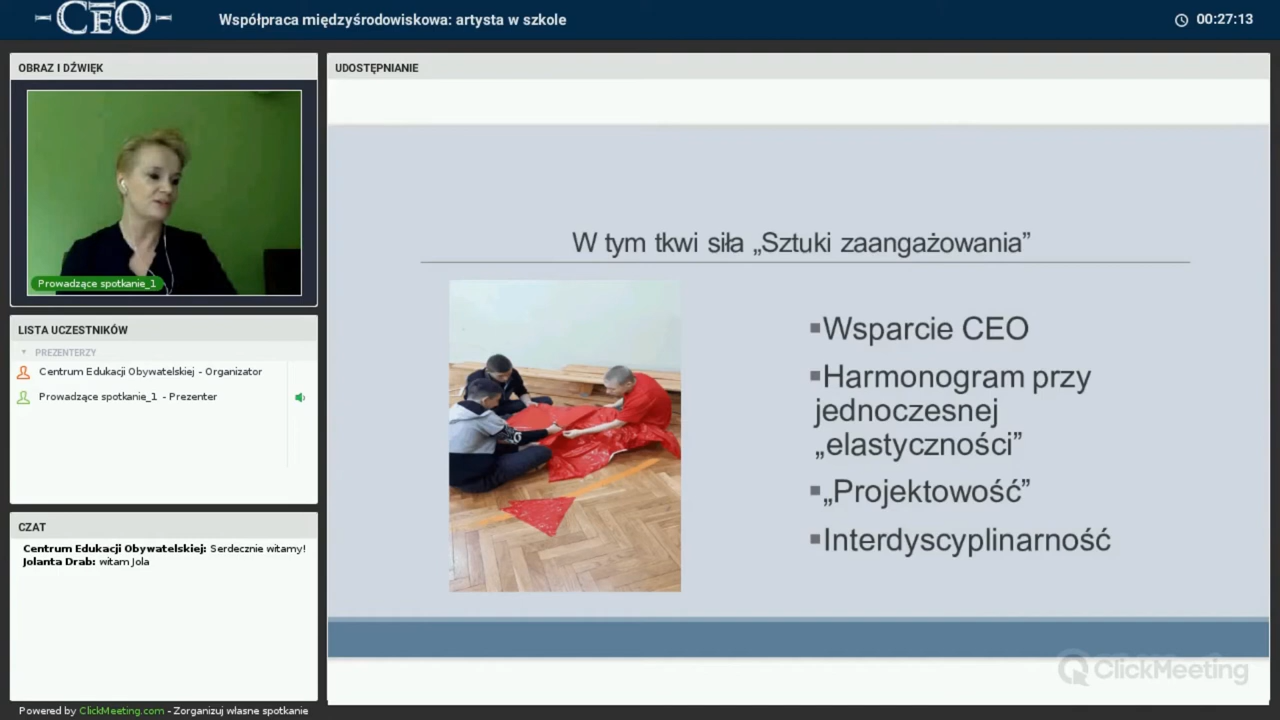 CEO
Współpraca międzyśrodowiskowa: artysta w szkole
00:27:13
OBRAZ I DŹWIĘK
Prowadzące spotkanie_1
LISTA UCZESTNIKÓW
PREZENTERZY
Centrum Edukacji Obywatelskiej - Organizator
Prowadzące spotkanie_1 - Prezenter
CZAT
Centrum Edukacji Obywatelskiej: Serdecznie witamy!
Jolanta Drab: witam Jola
Powered by ClickMeeting.com - Zorganizuj własne spotkanie
UDOSTĘPNIANIE
W tym tkwi siła „Sztuki zaangażowania”
▪Wsparcie CEO
▪Harmonogram przy
jednoczesnej
„elastyczności”
▪„Projektowość”
▪Interdyscyplinarność
ClickMeeting